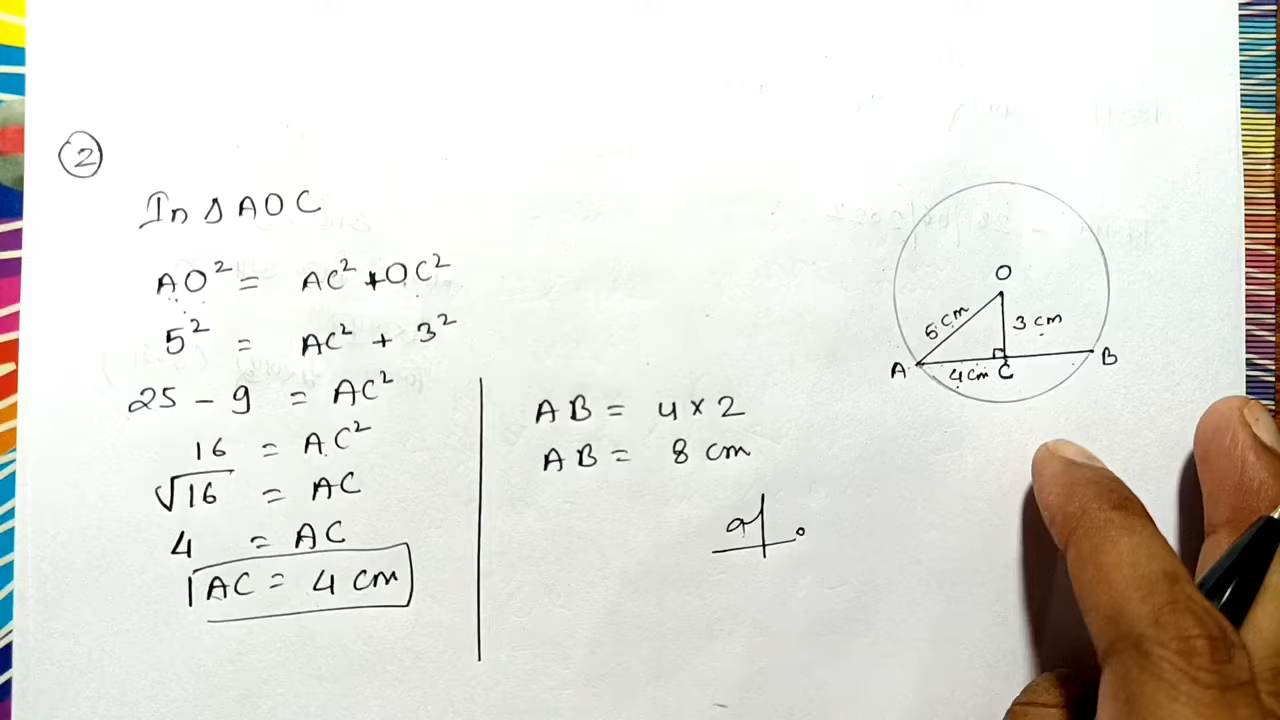 2
In △ AOC
AO² = AC² + OC²
5² = AC² + 3²
25 - 9 = AC²
16 = AC²
√16 = AC
4 = AC
AC = 4 cm
AB = 4 × 2
AB = 8 cm
O
5 cm
3 cm
A
4 cm C
B